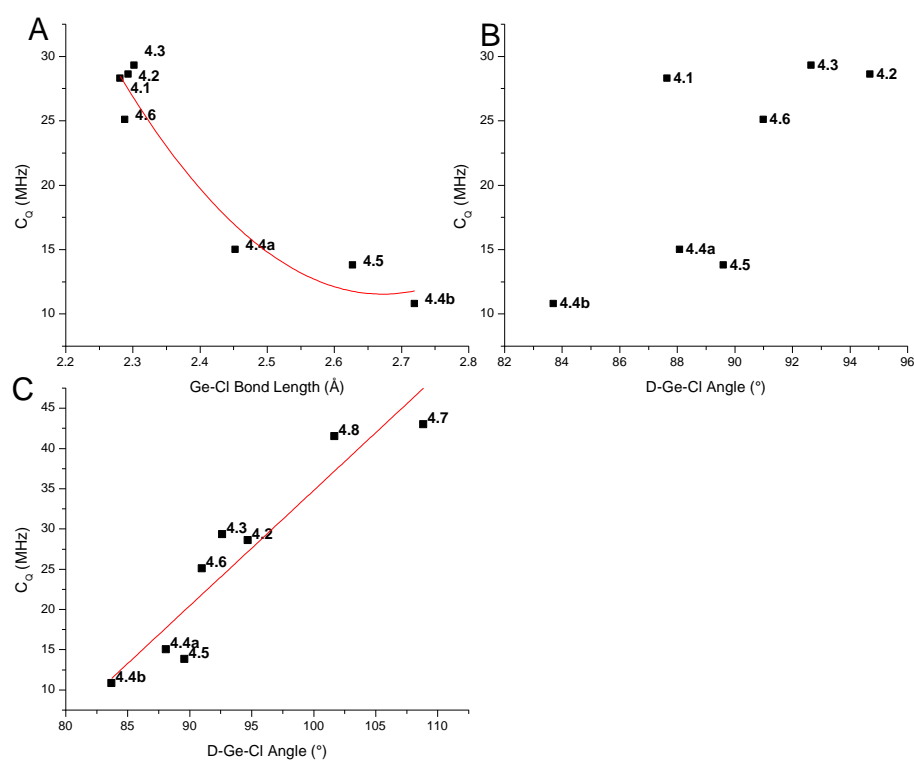 A
30
25
20
15
10
C_Q (MHz)
4.3
4.2
4.1
4.6
4.4a
4.5
4.4b
2.2 2.3 2.4 2.5 2.6 2.7 2.8
Ge-Cl Bond Length (Å)
B
30
25
20
15
10
C_Q (MHz)
4.3
4.2
4.1
4.6
4.4a
4.5
4.4b
82 84 86 88 90 92 94 96
D-Ge-Cl Angle (°)
C
45
40
35
30
25
20
15
10
C_Q (MHz)
4.7
4.8
4.3
4.2
4.6
4.4a
4.5
4.4b
80 85 90 95 100 105 110
D-Ge-Cl Angle (°)